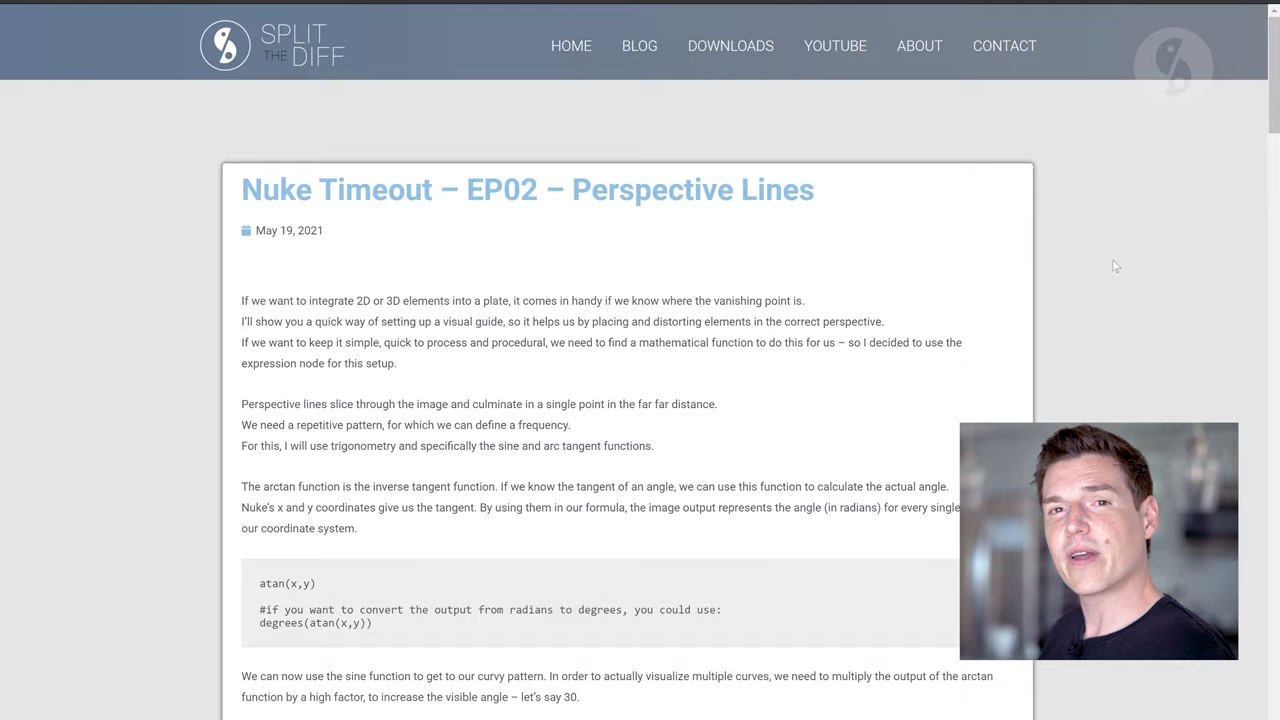 SPLIT
THE DIFF
HOME BLOG DOWNLOADS YOUTUBE ABOUT CONTACT
Nuke Timeout – EP02 – Perspective Lines
May 19, 2021
If we want to integrate 2D or 3D elements into a plate, it comes in handy if we know where the vanishing point is.
I'll show you a quick way of setting up a visual guide, so it helps us by placing and distorting elements in the correct perspective.
If we want to keep it simple, quick to process and procedural, we need to find a mathematical function to do this for us – so I decided to use the
expression node for this setup.
Perspective lines slice through the image and culminate in a single point in the far far distance.
We need a repetitive pattern, for which we can define a frequency.
For this, I will use trigonometry and specifically the sine and arc tangent functions.
The arctan function is the inverse tangent function. If we know the tangent of an angle, we can use this function to calculate the actual angle.
Nuke's x and y coordinates give us the tangent. By using them in our formula, the image output represents the angle (in radians) for every single
our coordinate system.
atan(x,y)
#if you want to convert the output from radians to degrees, you could use:
degrees(atan(x,y))
We can now use the sine function to get to our curvy pattern. In order to actually visualize multiple curves, we need to multiply the output of the arctan
function by a high factor, to increase the visible angle – let's say 30.